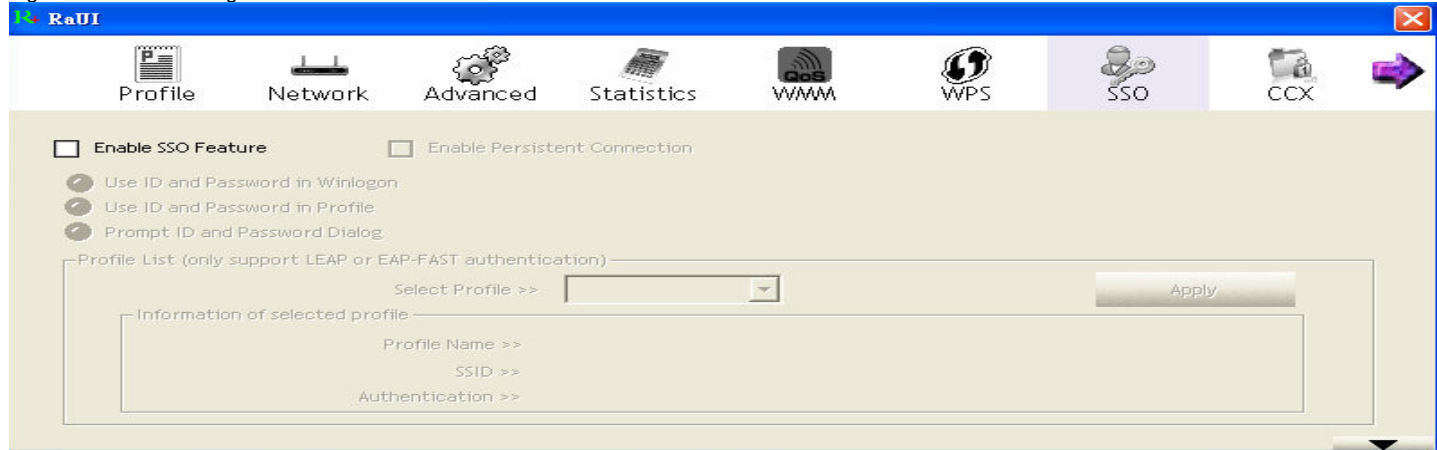 RaUI
Profile Network Advanced Statistics WMM WPS SSO CCX
QoS
Enable SSO Feature Enable Persistent Connection
Use ID and Password in Winlogon
Use ID and Password in Profile
Prompt ID and Password Dialog
Profile List (only support LEAP or EAP-FAST authentication)
Select Profile >> Apply
Information of selected profile
Profile Name >>
SSID >>
Authentication >>